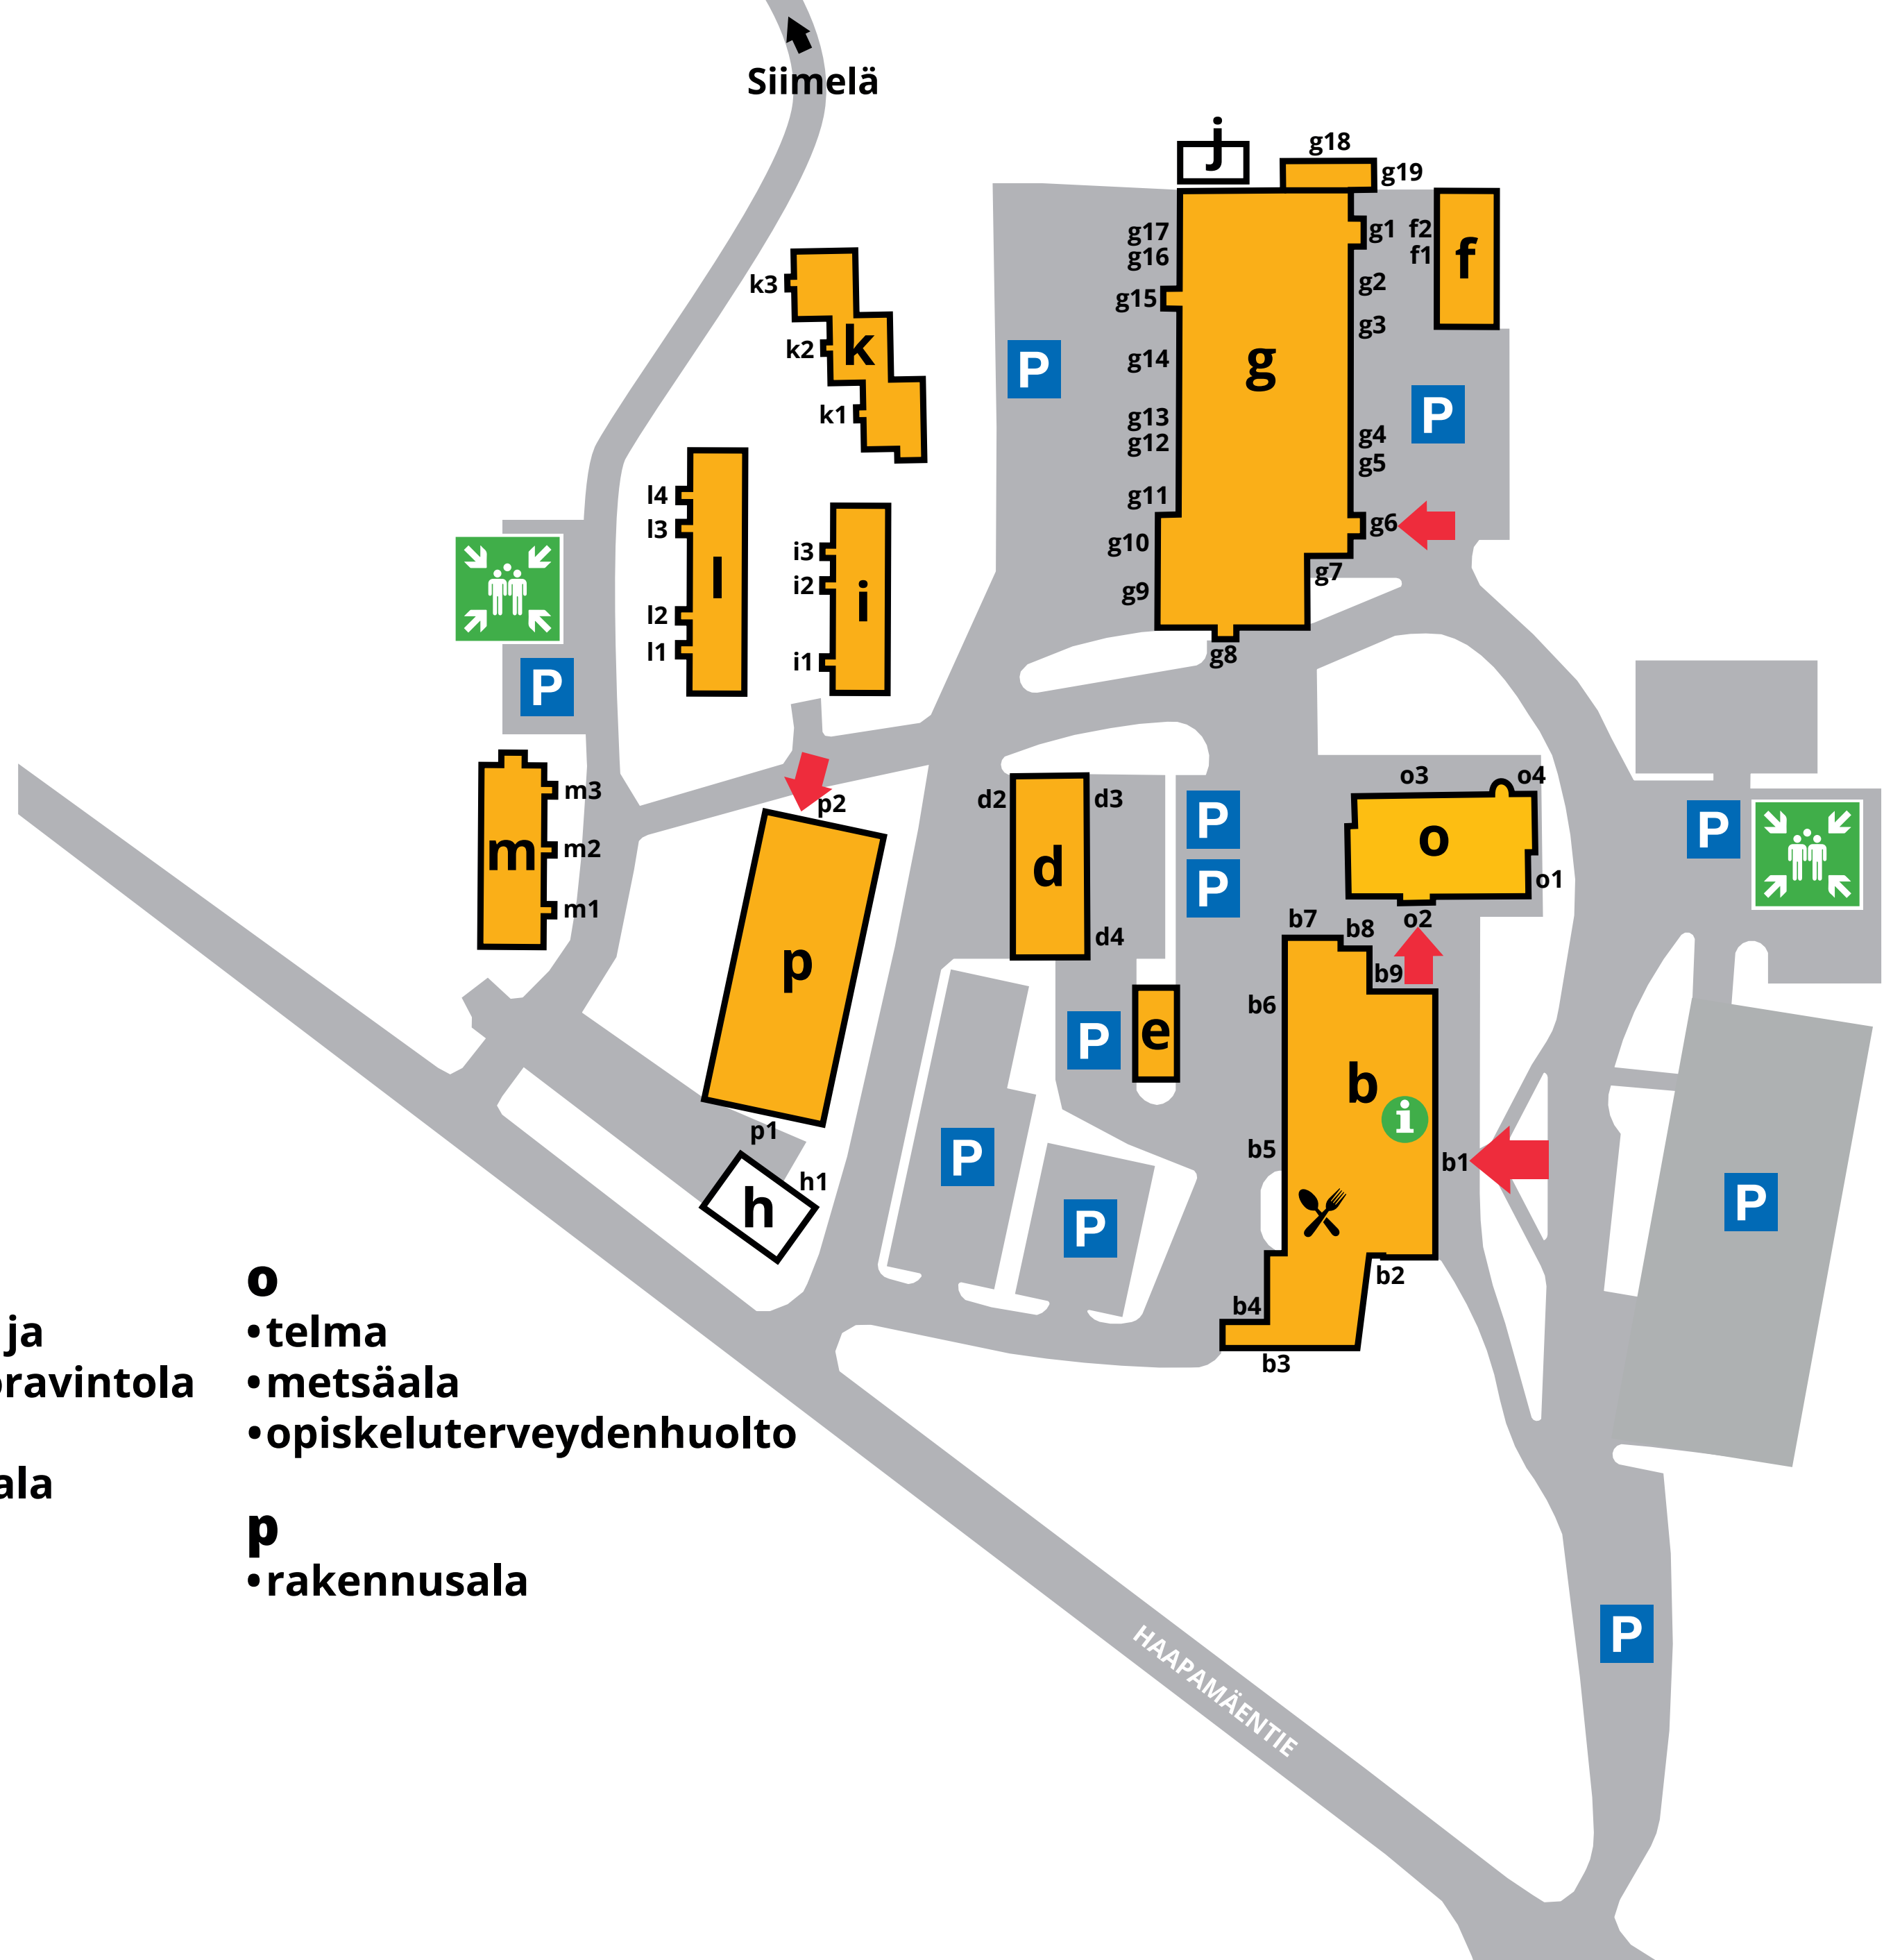 Siimelä
j
g18
g19
g17
g16
g15
g14
g13
g12
g11
g10
g9
g8
g7
g
g1
g2
g3
g4
g5
g6
f2
f1
f
P
P
k3
k2
k1
k
l4
l3
l2
l1
l
i3
i2
i1
i
P
m3
m2
m1
m
p2
p
p1
h1
h
d2
d3
d
d4
P
P
P
e
o3
o4
o
o1
o2
P
b7
b8
b9
b6
b
i
b5
b1
b2
b4
b3
P
P
P
P
HAAPAMÄENTIE
ja
ravintola
ala
o
•telma
•metsäala
•opiskeluterveydenhuolto
p
•rakennusala